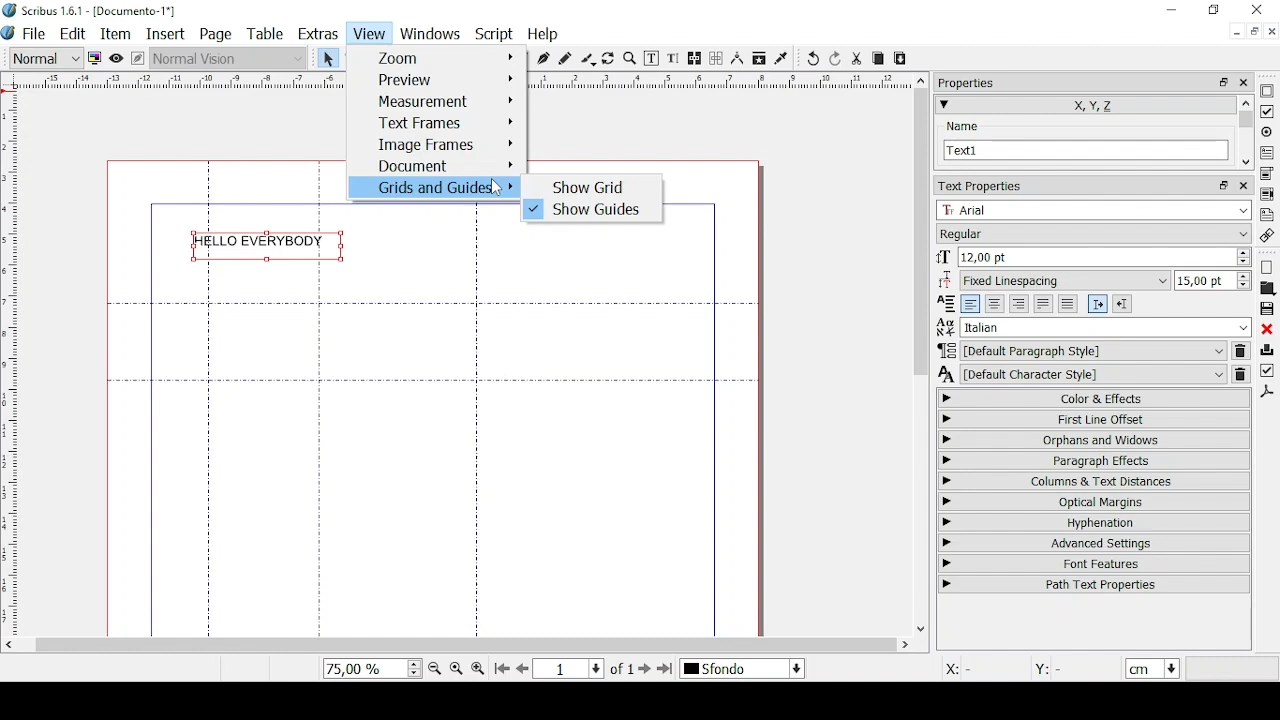 Scribus 1.6.1 - [Documento-1*]
File Edit Item Insert Page Table Extras View Windows Script Help
Normal Normal Vision
Zoom
Preview
Measurement
Text Frames
Image Frames
Document
Grids and Guides
Show Grid
Show Guides
HELLO EVERYBODY
Properties
X, Y, Z
Name
Text1
Text Properties
Arial
Regular
12,00 pt
Fixed Linespacing 15,00 pt
Italian
[Default Paragraph Style]
[Default Character Style]
Color & Effects
First Line Offset
Orphans and Widows
Paragraph Effects
Columns & Text Distances
Optical Margins
Hyphenation
Advanced Settings
Font Features
Path Text Properties
75,00 % 1 of 1 Sfondo X: - Y: - cm